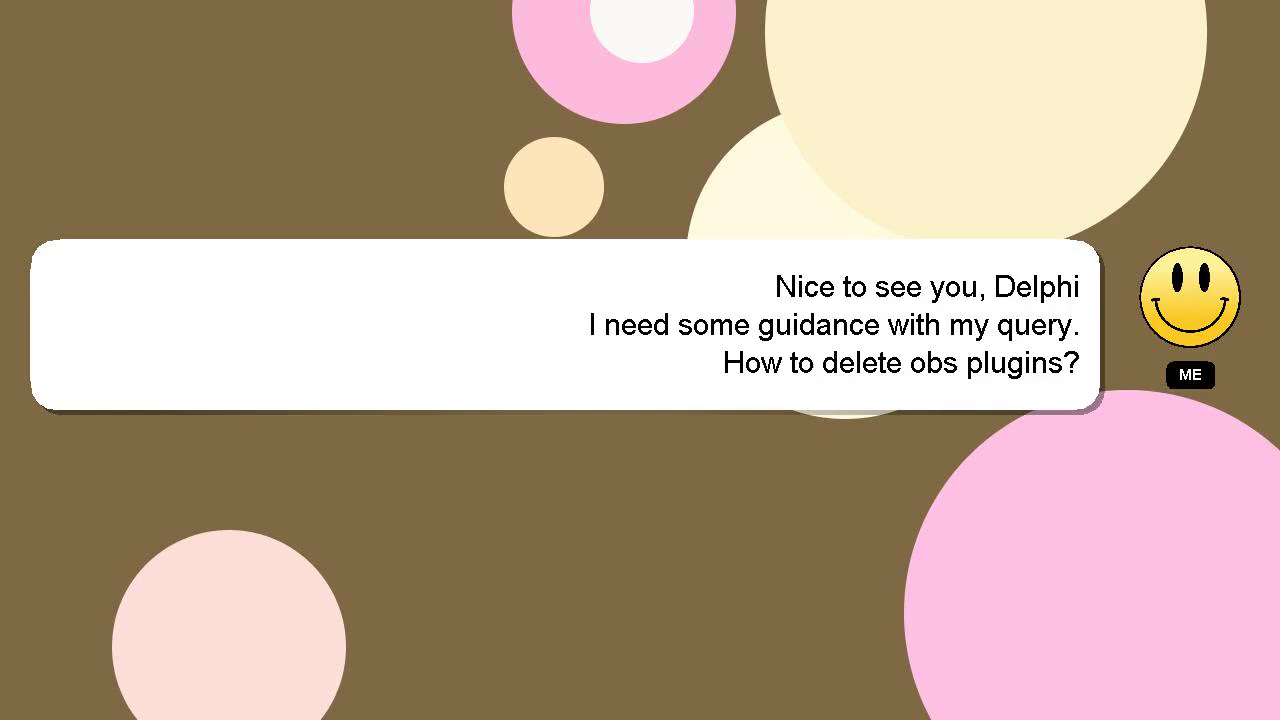 Nice to see you, Delphi
I need some guidance with my query.
How to delete obs plugins?
ME